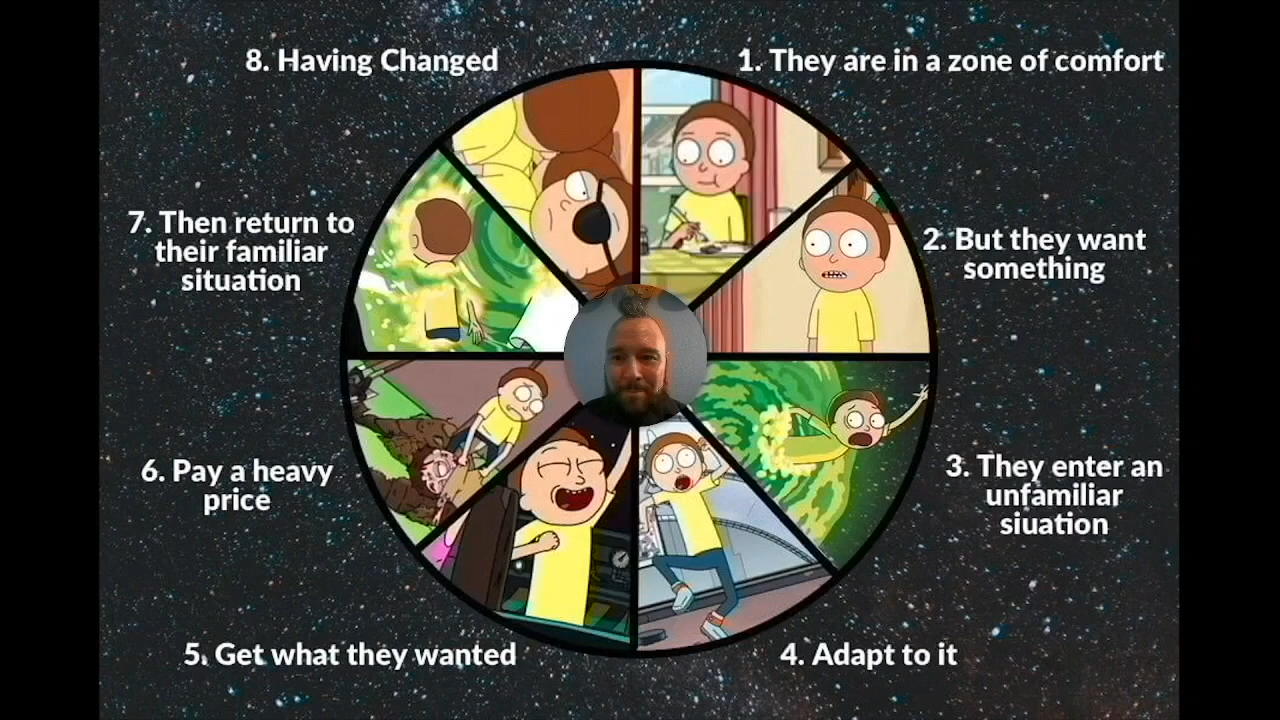 8. Having Changed
1. They are in a zone of comfort
7. Then return to
their familiar
situation
2. But they want
something
6. Pay a heavy
price
3. They enter an
unfamiliar
siuation
5. Get what they wanted
4. Adapt to it